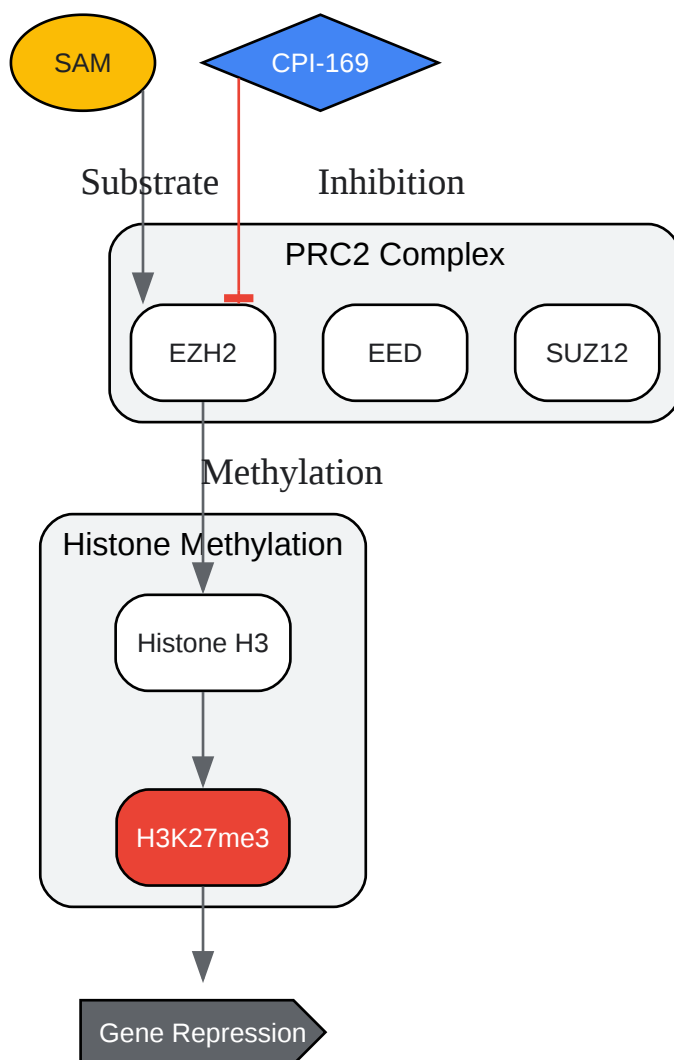 SAM
CPI-169
Substrate
Inhibition
PRC2 Complex
EZH2
EED
SUZ12
Methylation
Histone Methylation
Histone H3
H3K27me3
Gene Repression